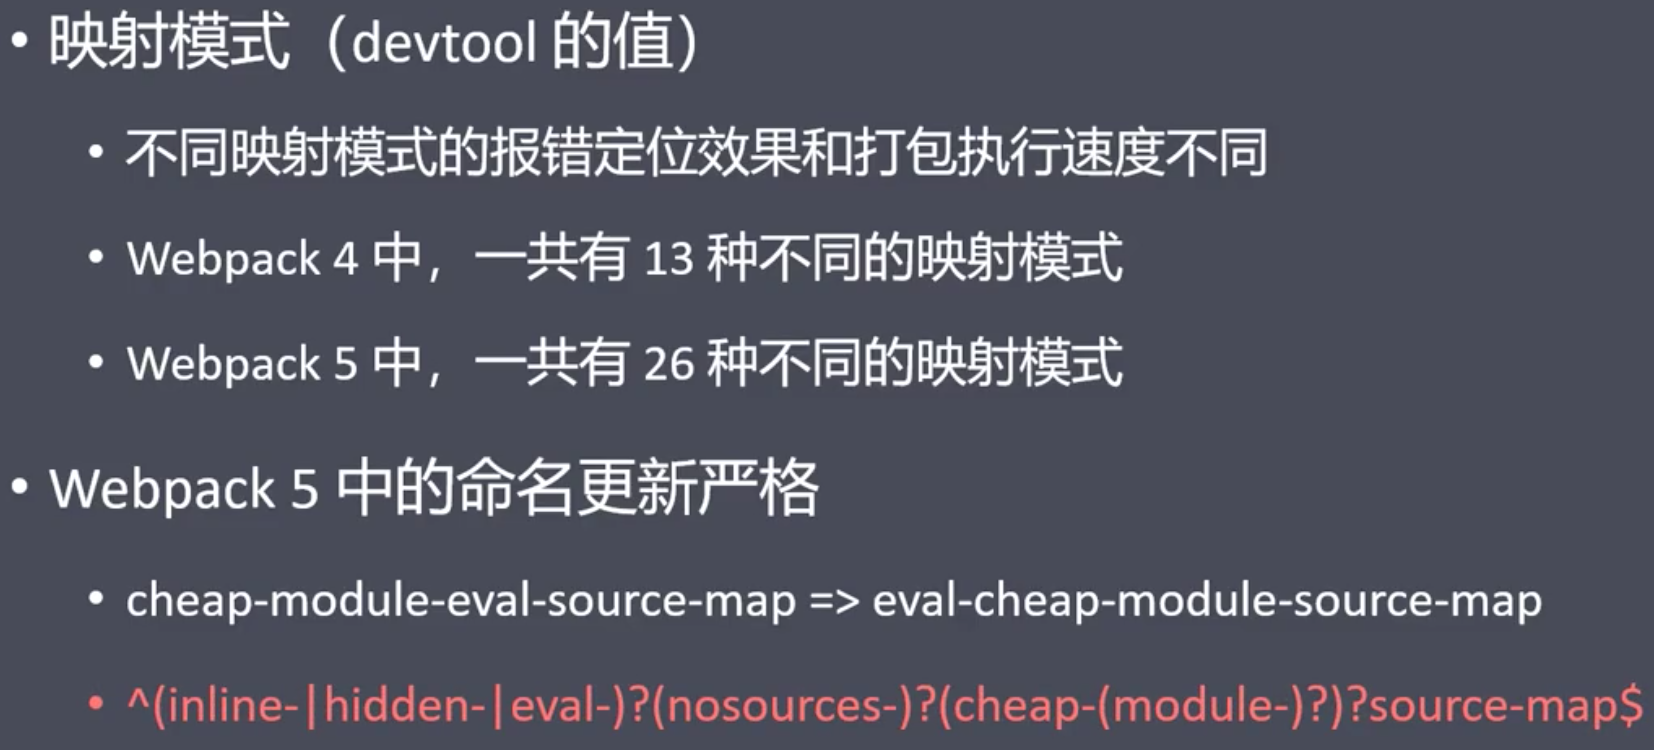 • 映射模式（devtool 的值）
• 不同映射模式的报错定位效果和打包执行速度不同
• Webpack 4 中，一共有 13 种不同的映射模式
• Webpack 5 中，一共有 26 种不同的映射模式
• Webpack 5 中的命名更新严格
• cheap-module-eval-source-map => eval-cheap-module-source-map
• ^(inline-|hidden-|eval-)?(nosources-)?(cheap-(module-)?)?source-map$